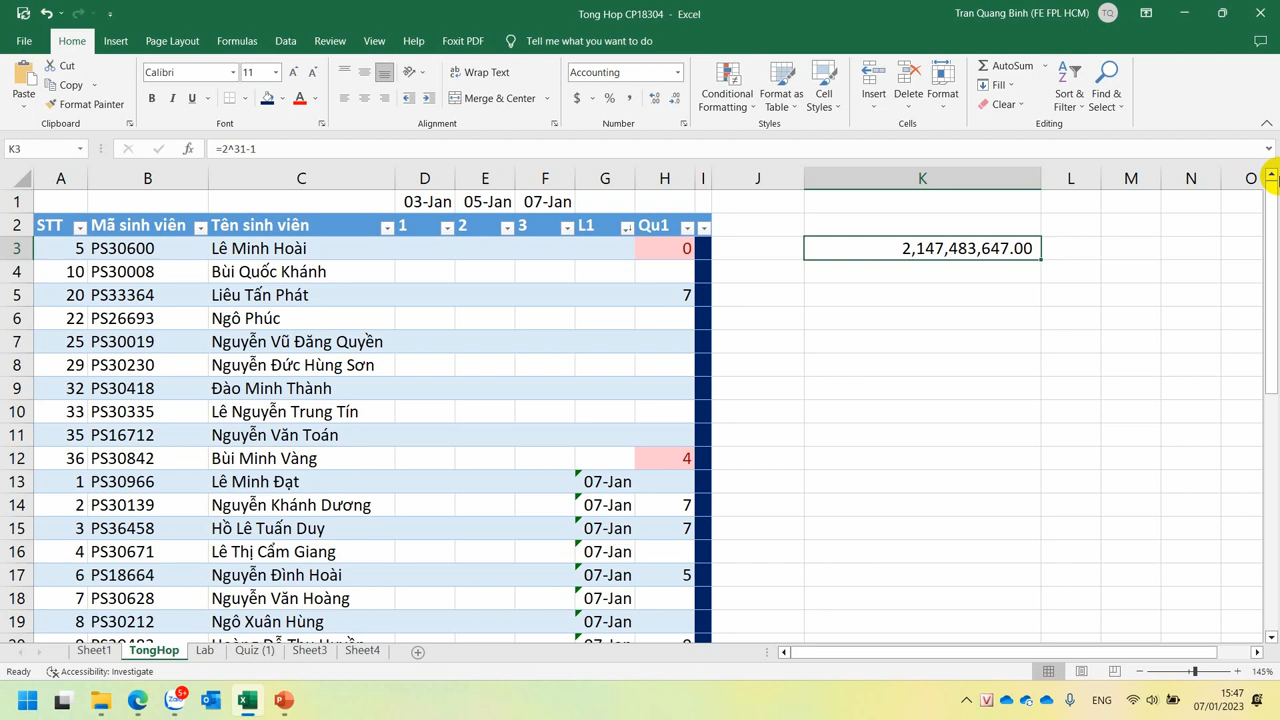 Tong Hop CP18304 - Excel
Tran Quang Binh (FE FPL HCM) TQ
File Home Insert Page Layout Formulas Data Review View Help Foxit PDF Tell me what you want to do
Paste Cut Calibri 11 Wrap Text Accounting Conditional Formatting Format as Table Cell Styles Insert Delete Format AutoSum Sort & Filter Find & Select
Copy Fill
Format Painter B I U Merge & Center $ % , Clear
Clipboard Font Alignment Number Styles Cells Editing
K3 fx =2^31-1
A B C D E F G H I J K L M N O
1 03-Jan 05-Jan 07-Jan
2 STT Mã sinh viên Tên sinh viên 1 2 3 L1 Qu1
3 5 PS30600 Lê Minh Hoài 0 2,147,483,647.00
4 10 PS30008 Bùi Quốc Khánh
5 20 PS33364 Liêu Tấn Phát 7
6 22 PS26693 Ngô Phúc
7 25 PS30019 Nguyễn Vũ Đăng Quyền
8 29 PS30230 Nguyễn Đức Hùng Sơn
9 32 PS30418 Đào Minh Thành
10 33 PS30335 Lê Nguyễn Trung Tín
11 35 PS16712 Nguyễn Văn Toán
12 36 PS30842 Bùi Minh Vàng 4
13 1 PS30966 Lê Minh Đạt 07-Jan
14 2 PS30139 Nguyễn Khánh Dương 07-Jan 7
15 3 PS36458 Hồ Lê Tuấn Duy 07-Jan 7
16 4 PS30671 Lê Thị Cẩm Giang 07-Jan
17 6 PS18664 Nguyễn Đình Hoài 07-Jan 5
18 7 PS30628 Nguyễn Văn Hoàng 07-Jan
19 8 PS30212 Ngô Xuân Hùng 07-Jan
Sheet1 TongHop Lab Quiz (1) Sheet3 Sheet4
Ready Accessibility: Investigate 145%
5+ ENG 15:47
07/01/2023